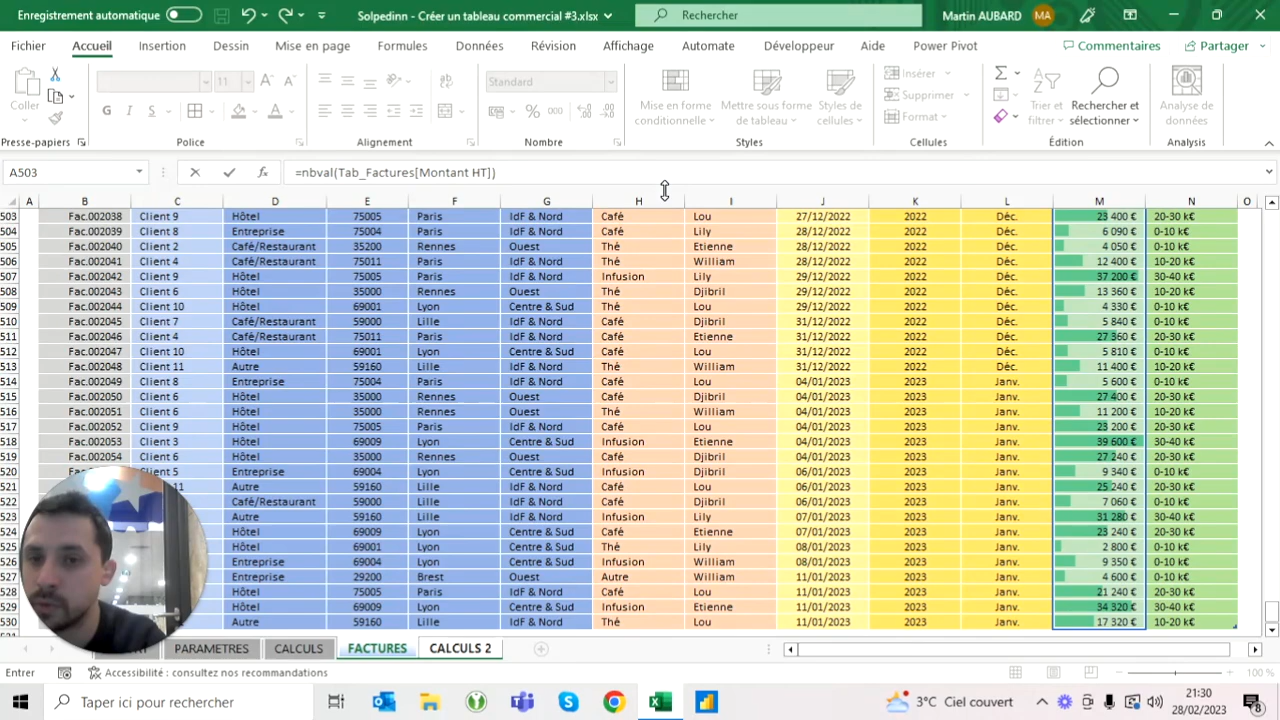 Enregistrement automatique Solpedinn - Créer un tableau commercial #3.xlsx Rechercher Martin AUBARD MA
Fichier Accueil Insertion Dessin Mise en page Formules Données Révision Affichage Automate Développeur Aide Power Pivot Commentaires Partager
Coller 11 A A G I S A Standard % 000 Mise en forme conditionnelle Mettre sous forme de tableau Styles de cellules Insérer Supprimer Format Trier et filtrer Rechercher et sélectionner Analyse de données
Presse-papiers Police Alignement Nombre Styles Cellules Édition Analysis
A503 fx =nbval(Tab_Factures[Montant HT])
A B C D E F G H I J K L M N O
503 Fac.002038 Client 9 Hôtel 75005 Paris IdF & Nord Café Lou 27/12/2022 2022 Déc. 23 400 € 20-30 k€
504 Fac.002039 Client 8 Entreprise 75004 Paris IdF & Nord Café Lily 28/12/2022 2022 Déc. 6 090 € 0-10 k€
505 Fac.002040 Client 2 Café/Restaurant 35200 Rennes Ouest Thé Etienne 28/12/2022 2022 Déc. 4 050 € 0-10 k€
506 Fac.002041 Client 4 Café/Restaurant 75011 Paris IdF & Nord Thé William 28/12/2022 2022 Déc. 12 400 € 10-20 k€
507 Fac.002042 Client 9 Hôtel 75005 Paris IdF & Nord Infusion Lily 29/12/2022 2022 Déc. 37 200 € 30-40 k€
508 Fac.002043 Client 6 Hôtel 35000 Rennes Ouest Thé Djibril 29/12/2022 2022 Déc. 13 360 € 10-20 k€
509 Fac.002044 Client 10 Hôtel 69001 Lyon Centre & Sud Thé Lou 29/12/2022 2022 Déc. 4 330 € 0-10 k€
510 Fac.002045 Client 7 Café/Restaurant 59000 Lille IdF & Nord Café Djibril 31/12/2022 2022 Déc. 5 840 € 0-10 k€
511 Fac.002046 Client 4 Café/Restaurant 75011 Paris IdF & Nord Café Etienne 31/12/2022 2022 Déc. 27 360 € 20-30 k€
512 Fac.002047 Client 10 Hôtel 69001 Lyon Centre & Sud Café Lou 31/12/2022 2022 Déc. 5 810 € 0-10 k€
513 Fac.002048 Client 11 Autre 59160 Lille IdF & Nord Café William 31/12/2022 2022 Déc. 11 400 € 10-20 k€
514 Fac.002049 Client 8 Entreprise 75004 Paris IdF & Nord Café Lou 04/01/2023 2023 Janv. 5 600 € 0-10 k€
515 Fac.002050 Client 6 Hôtel 35000 Rennes Ouest Café Djibril 04/01/2023 2023 Janv. 27 400 € 20-30 k€
516 Fac.002051 Client 6 Hôtel 35000 Rennes Ouest Thé William 04/01/2023 2023 Janv. 11 200 € 10-20 k€
517 Fac.002052 Client 9 Hôtel 75005 Paris IdF & Nord Café Lou 04/01/2023 2023 Janv. 23 200 € 20-30 k€
518 Fac.002053 Client 3 Hôtel 69009 Lyon Centre & Sud Infusion Etienne 04/01/2023 2023 Janv. 39 600 € 30-40 k€
519 Fac.002054 Client 6 Hôtel 35000 Rennes Ouest Café Djibril 04/01/2023 2023 Janv. 27 240 € 20-30 k€
520 Client 5 Entreprise 69004 Lyon Centre & Sud Infusion Djibril 06/01/2023 2023 Janv. 9 340 € 0-10 k€
521 11 Autre 59160 Lille IdF & Nord Café Lou 06/01/2023 2023 Janv. 25 240 € 20-30 k€
522 Café/Restaurant 59000 Lille IdF & Nord Café Djibril 06/01/2023 2023 Janv. 7 060 € 0-10 k€
523 Autre 59160 Lille IdF & Nord Infusion Lily 07/01/2023 2023 Janv. 31 280 € 30-40 k€
524 Hôtel 69009 Lyon Centre & Sud Café Etienne 07/01/2023 2023 Janv. 23 240 € 20-30 k€
525 Hôtel 69001 Lyon Centre & Sud Thé Lily 08/01/2023 2023 Janv. 2 800 € 0-10 k€
526 Entreprise 69004 Lyon Centre & Sud Infusion William 08/01/2023 2023 Janv. 9 350 € 0-10 k€
527 Entreprise 29200 Brest Ouest Autre William 11/01/2023 2023 Janv. 4 600 € 0-10 k€
528 Hôtel 75005 Paris IdF & Nord Café Lou 11/01/2023 2023 Janv. 21 240 € 20-30 k€
529 Hôtel 69009 Lyon Centre & Sud Infusion Etienne 11/01/2023 2023 Janv. 34 320 € 30-40 k€
530 Autre 59160 Lille IdF & Nord Thé Lou 11/01/2023 2023 Janv. 17 320 € 10-20 k€
PARAMETRES CALCULS FACTURES CALCULS 2
Entrer Accessibilité : consultez nos recommandations 100 %
Taper ici pour rechercher 3°C Ciel couvert 21:30
28/02/2023 8